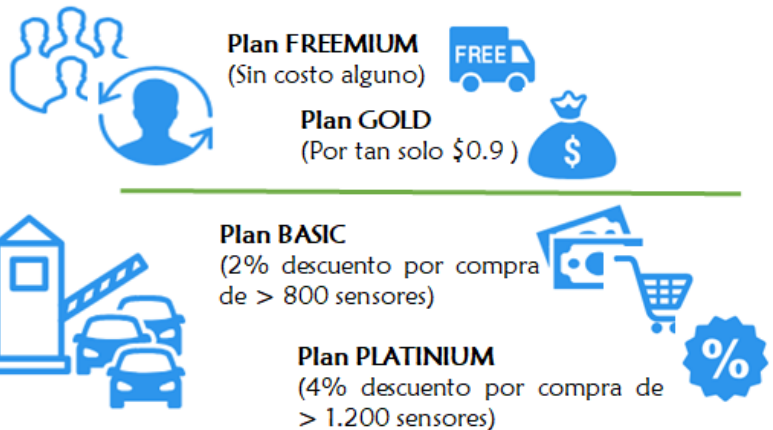 Plan FREEMIUM
(Sin costo alguno)
FREE
Plan GOLD
(Por tan solo $0.9 )
$
Plan BASIC
(2% descuento por compra
de > 800 sensores)
Plan PLATINIUM
(4% descuento por compra de
> 1.200 sensores)
%